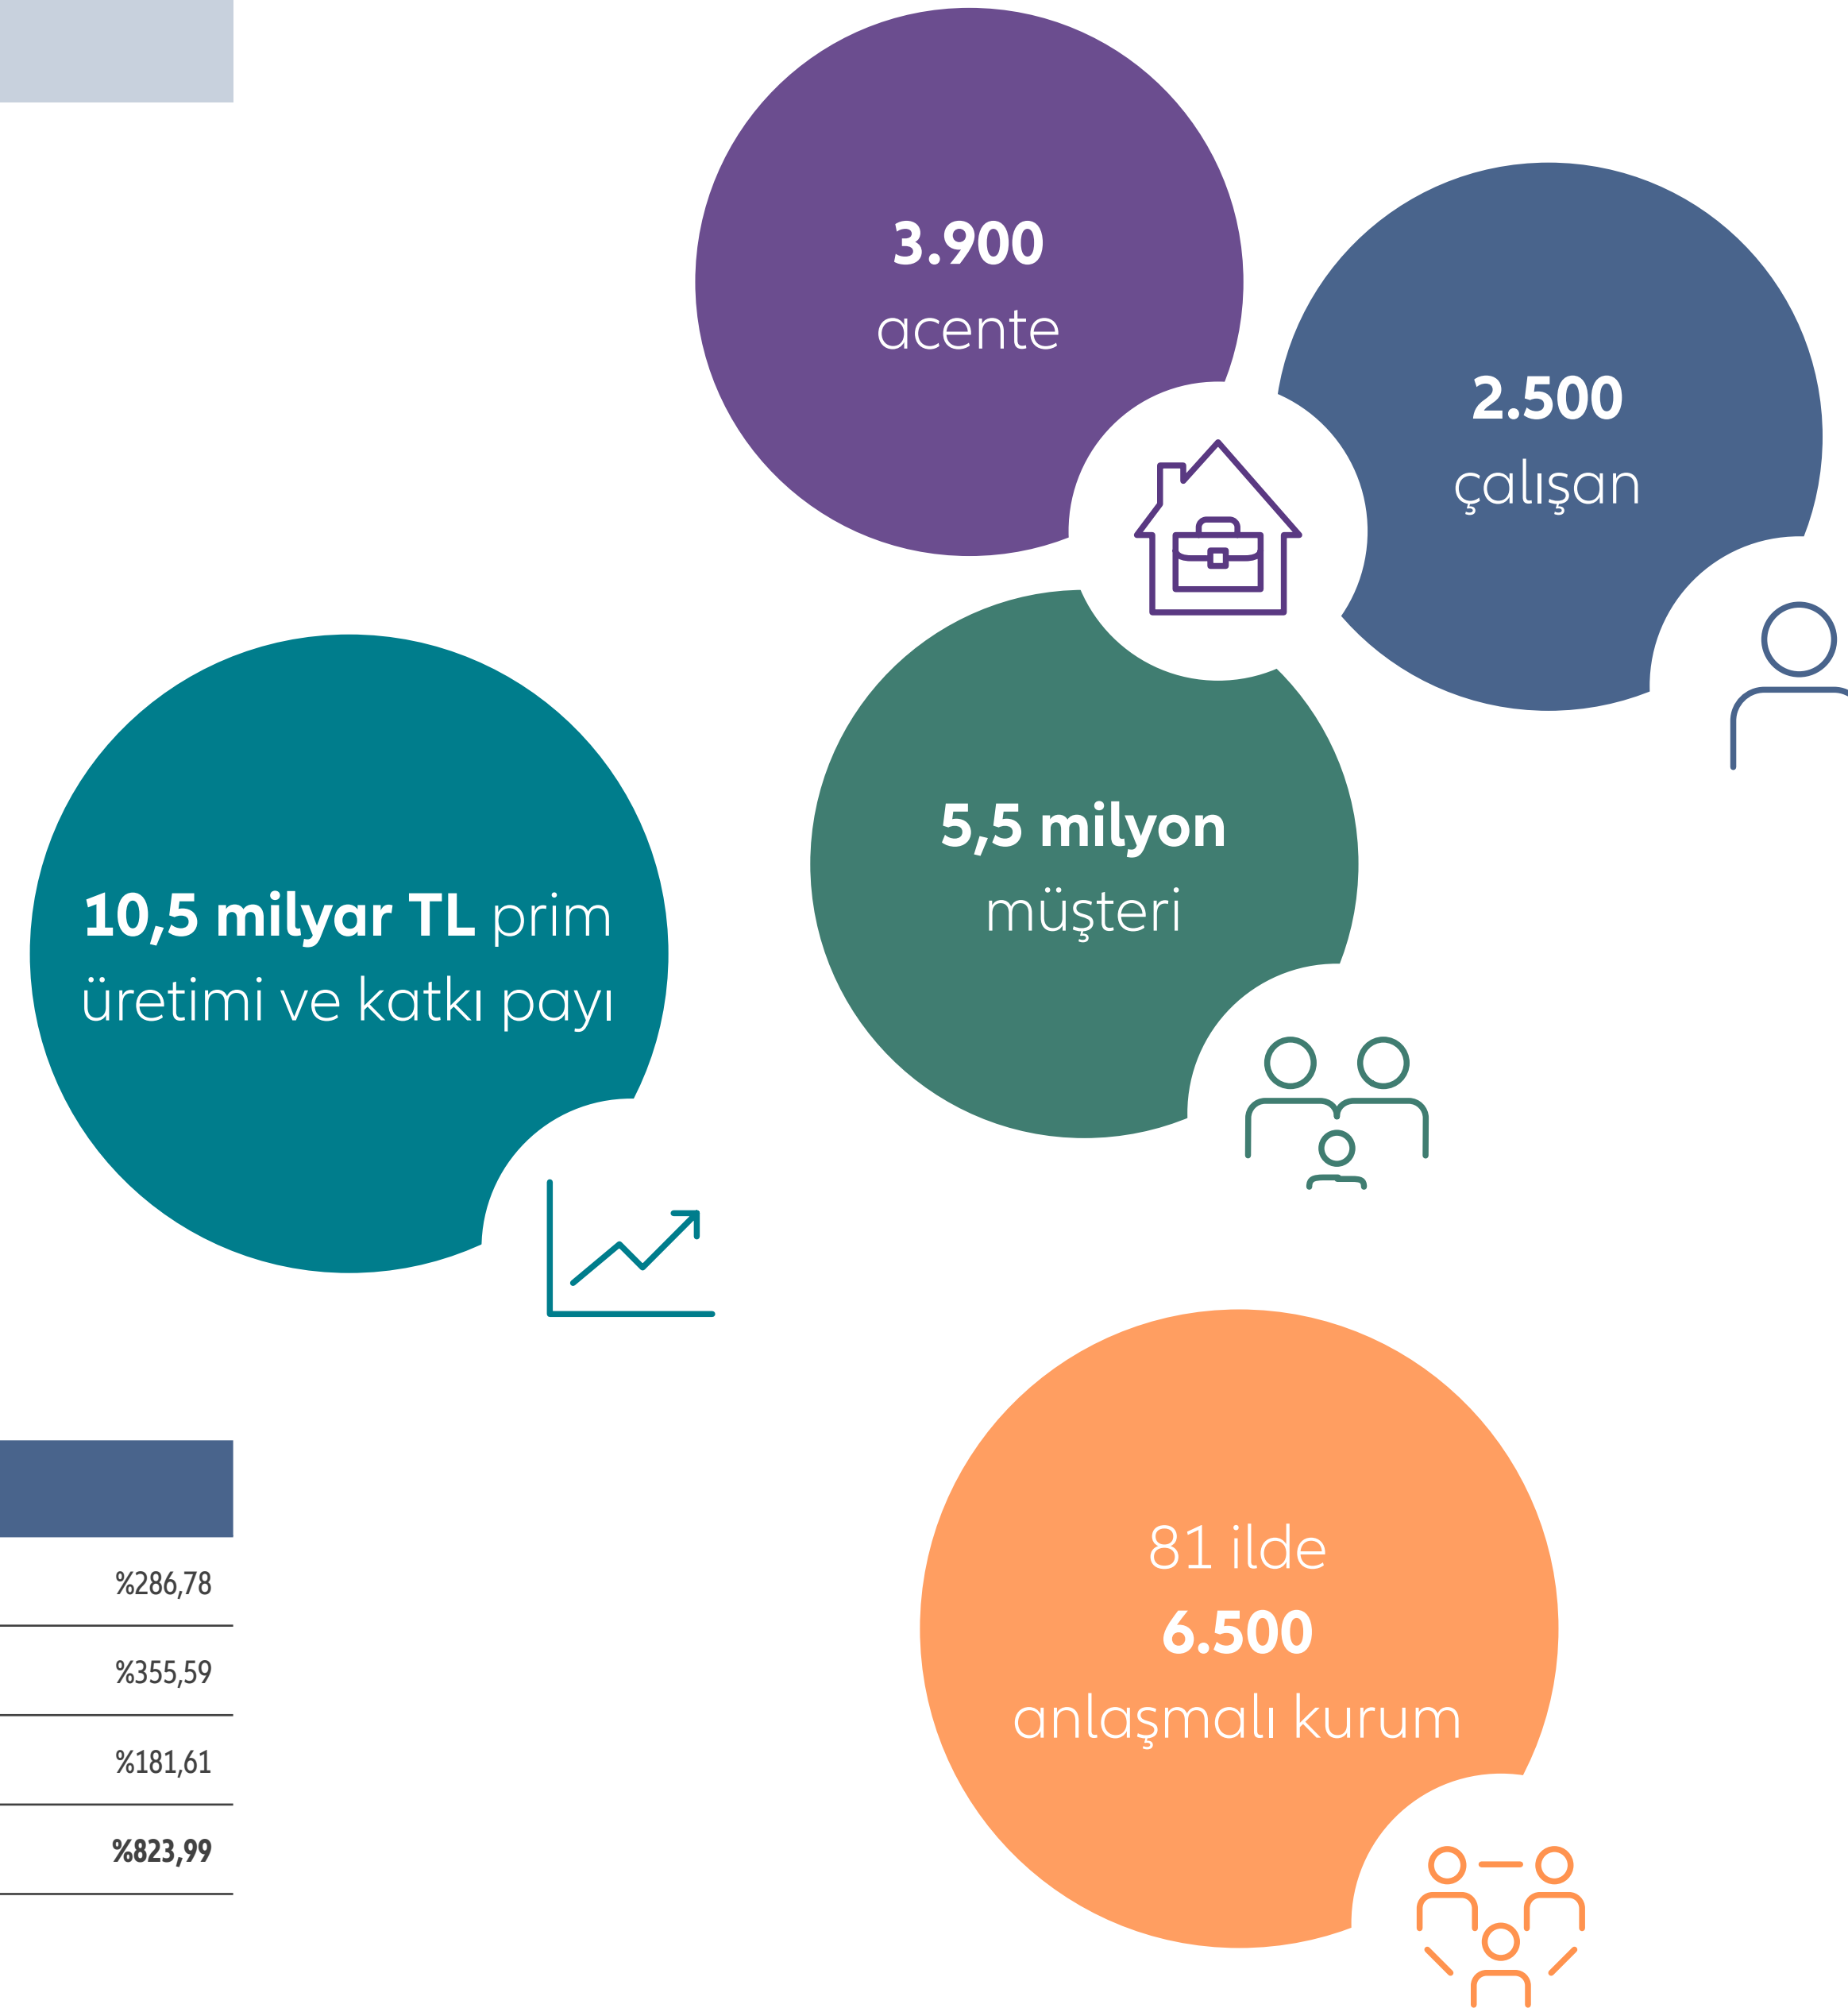 3.900
acente
2.500
çalışan
5,5 milyon
müşteri
10,5 milyar TL prim
üretimi ve katkı payı
81 ilde
6.500
anlaşmalı kurum
%286,78
%355,59
%181,61
%823,99